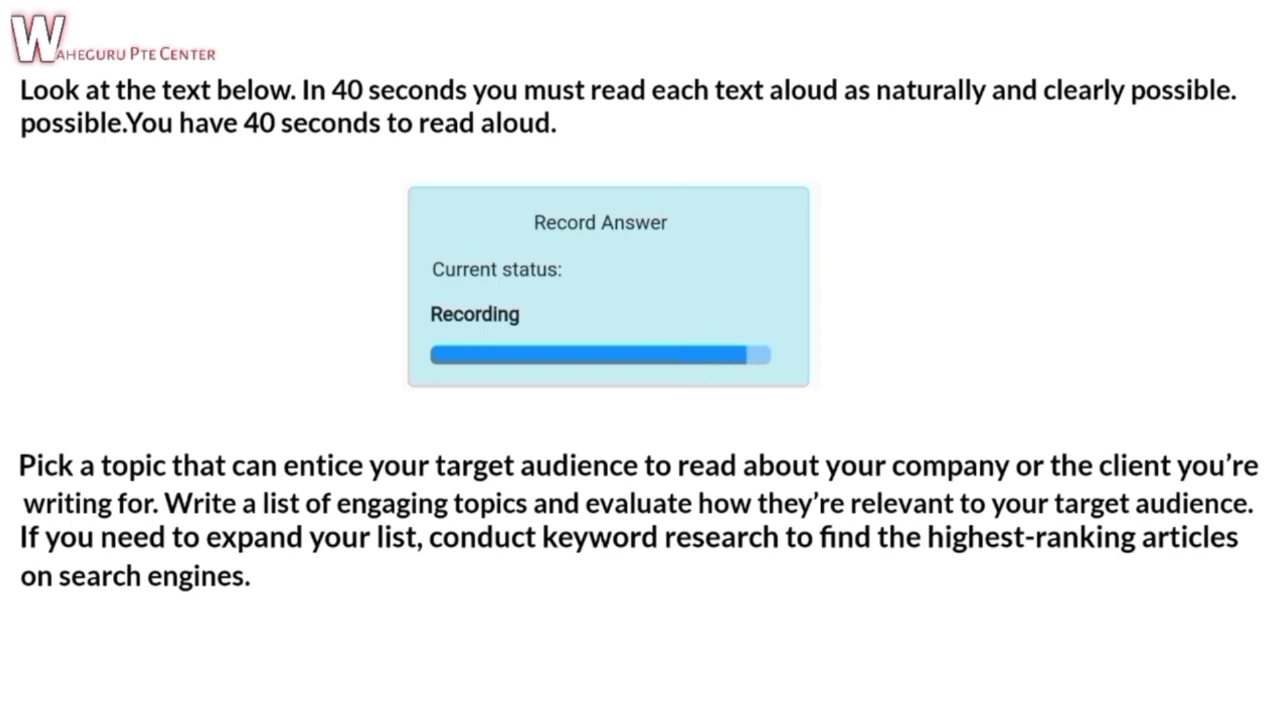 WAHEGURU PTE CENTER
Look at the text below. In 40 seconds you must read each text aloud as naturally and clearly possible.
possible.You have 40 seconds to read aloud.
Record Answer
Current status:
Recording
Pick a topic that can entice your target audience to read about your company or the client you're
writing for. Write a list of engaging topics and evaluate how they're relevant to your target audience.
If you need to expand your list, conduct keyword research to find the highest-ranking articles
on search engines.